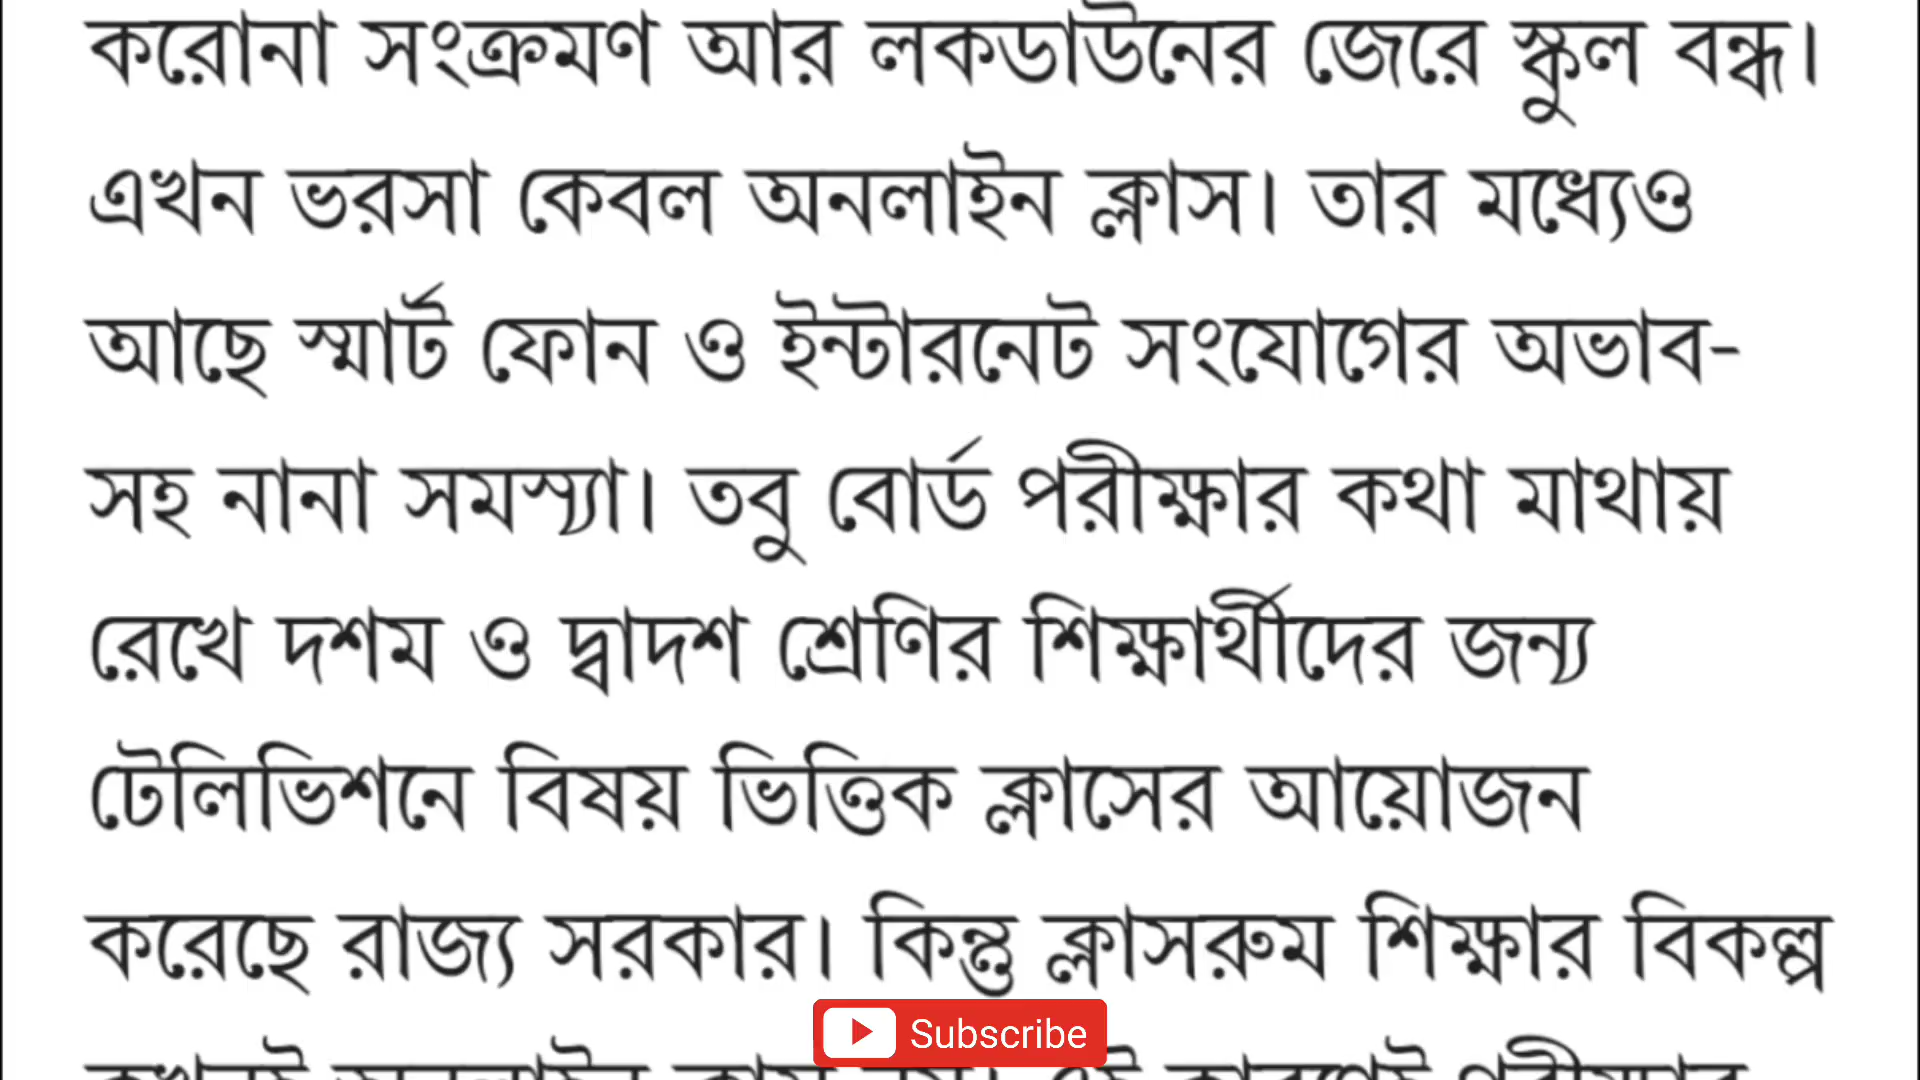 করোনা সংক্রমণ আর লকডাউনের জেরে স্কুল বন্ধ।
এখন ভরসা কেবল অনলাইন ক্লাস। তার মধ্যেও
আছে স্মার্ট ফোন ও ইন্টারনেট সংযোগের অভাব-
সহ নানা সমস্যা। তবু বোর্ড পরীক্ষার কথা মাথায়
রেখে দশম ও দ্বাদশ শ্রেণির শিক্ষার্থীদের জন্য
টেলিভিশনে বিষয় ভিত্তিক ক্লাসের আয়োজন
করেছে রাজ্য সরকার। কিন্তু ক্লাসরুম শিক্ষার বিকল্প
Subscribe